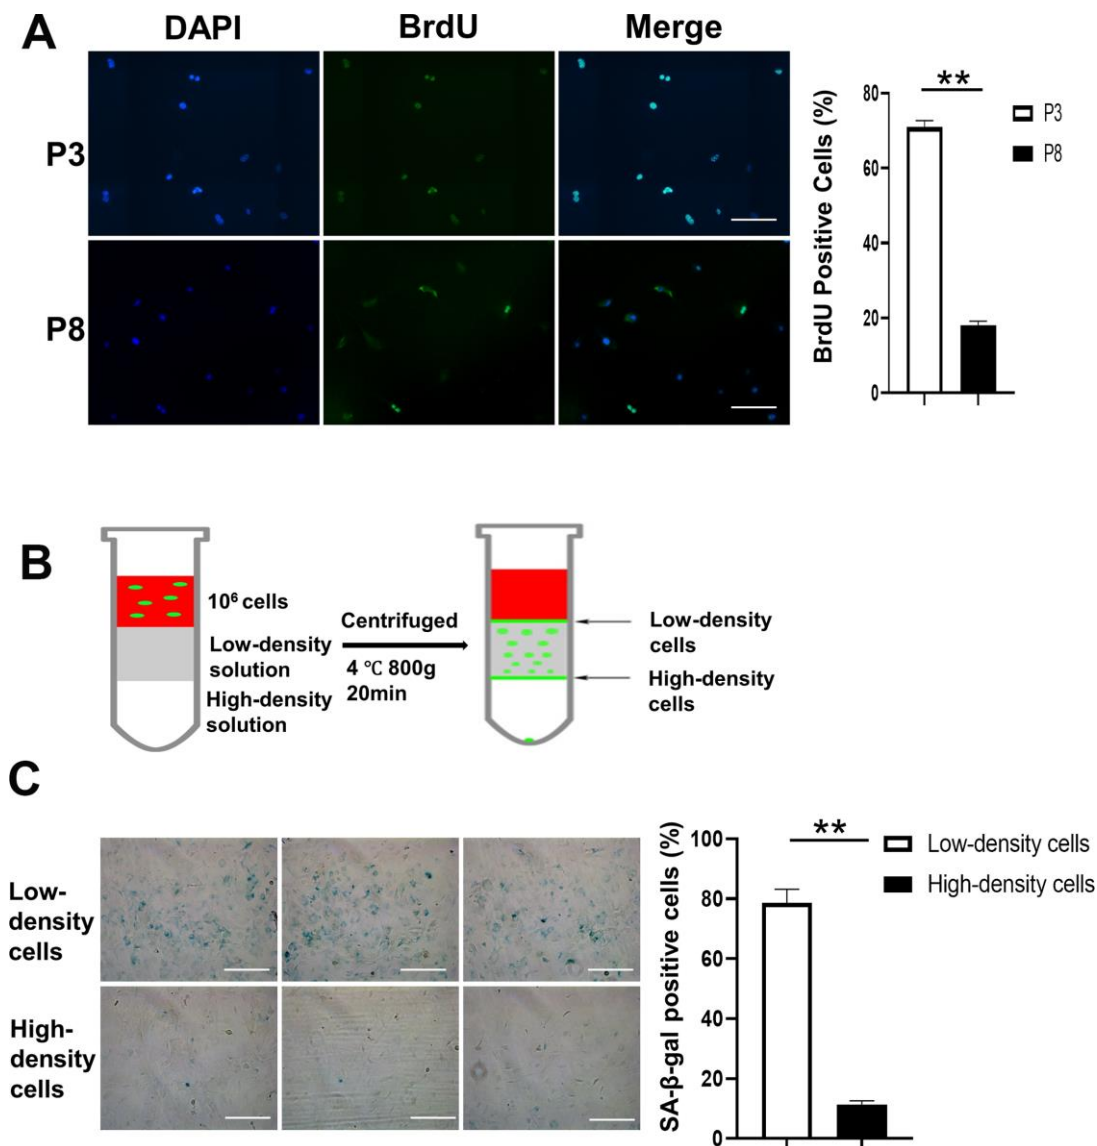 A
DAPI
BrdU
Merge
P3
P8
BrdU Positive Cells (%)
80
60
40
20
0
**
P3
P8
B
10⁶ cells
Low-density
solution
High-density
solution
Centrifuged
4 ℃ 800g
20min
Low-density
cells
High-density
cells
C
Low-
density
cells
High-
density
cells
SA-β-gal positive cells (%)
100
80
60
40
20
0
**
Low-density cells
High-density cells